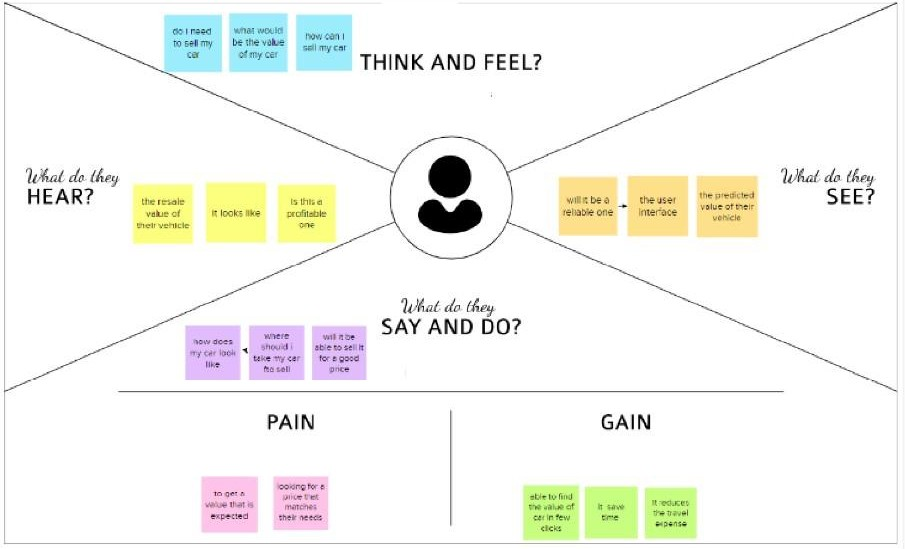 do i need
to sell my
car
what would
be the value
of my car
how can i
sell my car
THINK AND FEEL?
What do they
HEAR?
the resale
value of
their vehicle
it looks like
Is this a
profitable
one
What do they
SEE?
will it be a
reliable one
the user
interface
the predicted
value of their
vehicle
What do they
SAY AND DO?
how does
my car look
like
where
should i
take my car
fto sell
will it be
able to sell it
for a good
price
PAIN
to get a
value that is
expected
looking for a
price that
matches
their needs
GAIN
able to find
the value of
car in few
clicks
it save
time
It reduces
the travel
expense